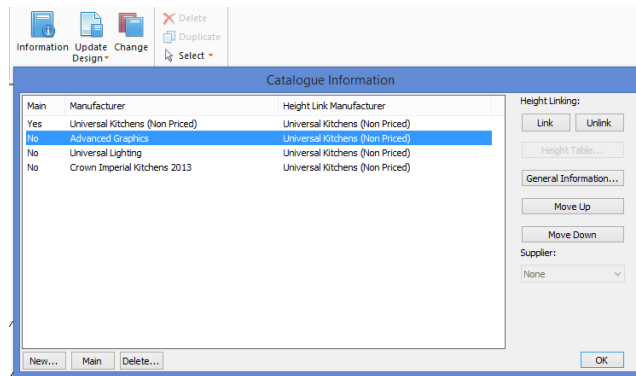 Information
Update Design
Change
Delete
Duplicate
Select
Catalogue Information
Main Manufacturer Height Link Manufacturer
Yes Universal Kitchens (Non Priced) Universal Kitchens (Non Priced)
No Advanced Graphics Universal Kitchens (Non Priced)
No Universal Lighting Universal Kitchens (Non Priced)
No Crown Imperial Kitchens 2013 Universal Kitchens (Non Priced)
Height Linking:
Link Unlink
Height Table...
General Information...
Move Up
Move Down
Supplier:
None
New... Main Delete...
OK